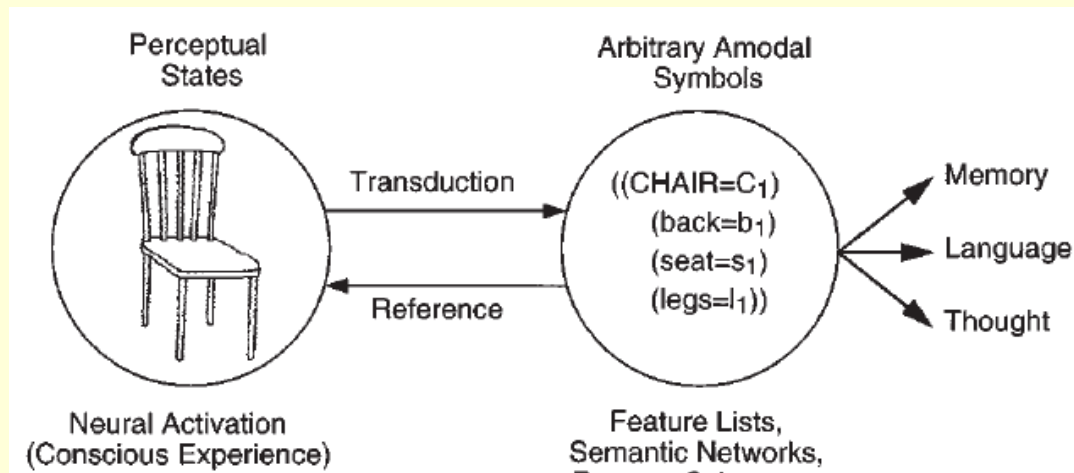 Perceptual
States
Arbitrary Amodal
Symbols
Transduction
Reference
((CHAIR=C₁)
(back=b₁)
(seat=s₁)
(legs=l₁))
Memory
Language
Thought
Neural Activation
(Conscious Experience)
Feature Lists,
Semantic Networks,